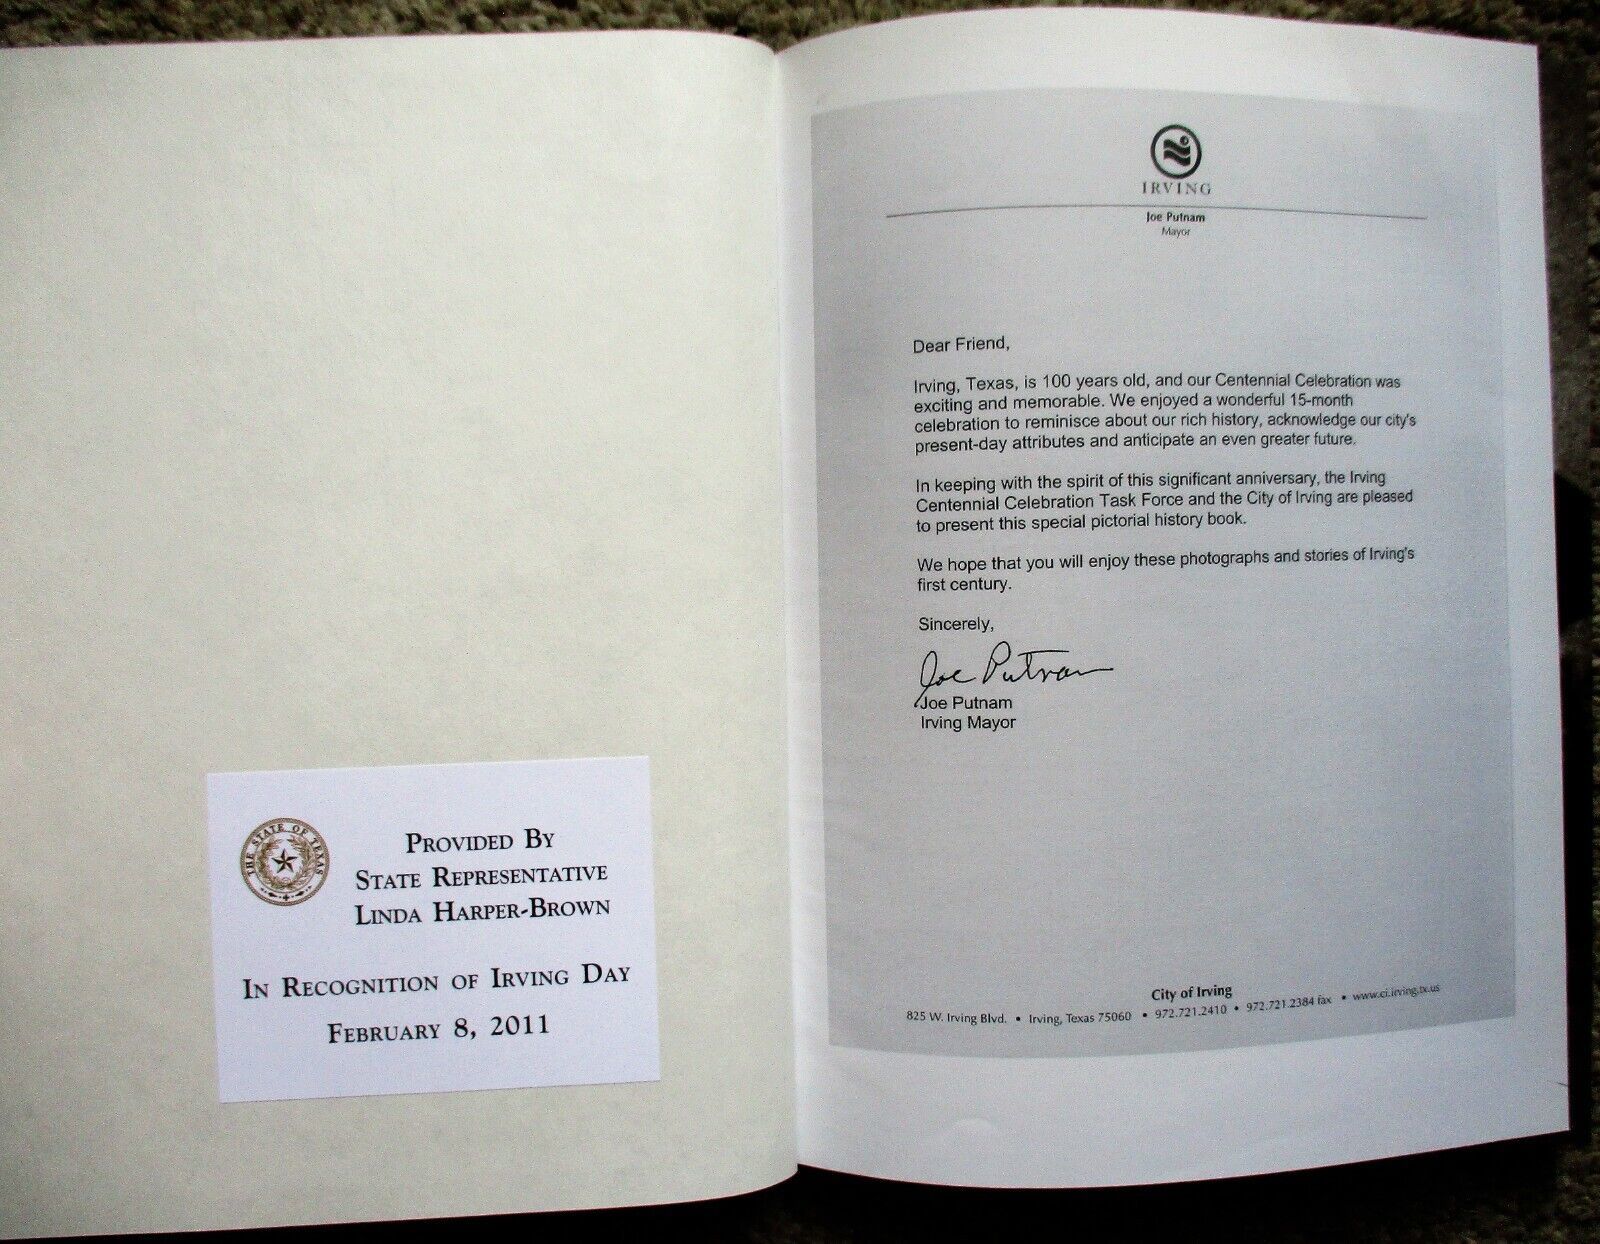 THE STATE OF TEXAS
PROVIDED BY
STATE REPRESENTATIVE
LINDA HARPER-BROWN
IN RECOGNITION OF IRVING DAY
FEBRUARY 8, 2011
IRVING
Joe Putnam
Mayor
Dear Friend,
Irving, Texas, is 100 years old, and our Centennial Celebration was
exciting and memorable. We enjoyed a wonderful 15-month
celebration to reminisce about our rich history, acknowledge our city's
present-day attributes and anticipate an even greater future.
In keeping with the spirit of this significant anniversary, the Irving
Centennial Celebration Task Force and the City of Irving are pleased
to present this special pictorial history book.
We hope that you will enjoy these photographs and stories of Irving's
first century.
Sincerely,
Joe Putnam
Joe Putnam
Irving Mayor
City of Irving
825 W. Irving Blvd. • Irving, Texas 75060 • 972.721.2410 • 972.721.2384 fax • www.ci.irving.tx.us